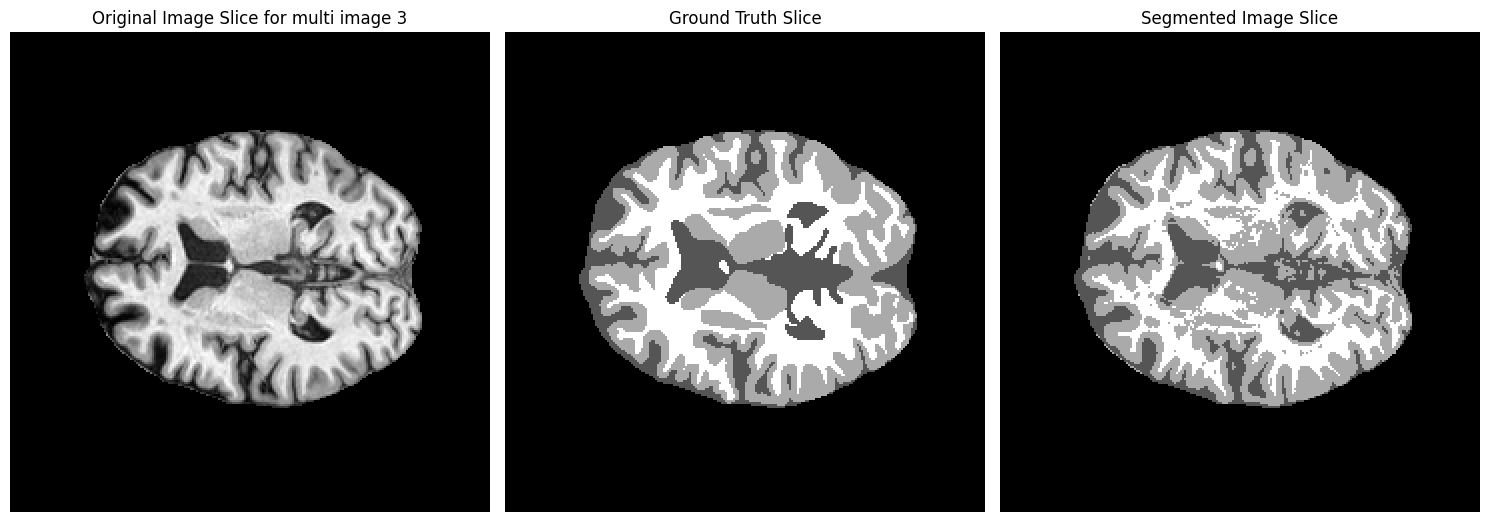 Original Image Slice for multi image 3
Ground Truth Slice
Segmented Image Slice